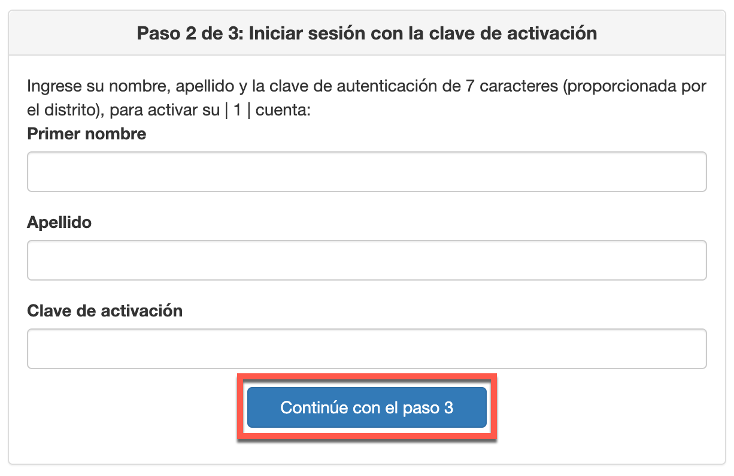 Paso 2 de 3: Iniciar sesión con la clave de activación
Ingrese su nombre, apellido y la clave de autenticación de 7 caracteres (proporcionada por
el distrito), para activar su | 1 | cuenta:
Primer nombre
Apellido
Clave de activación
Continúe con el paso 3